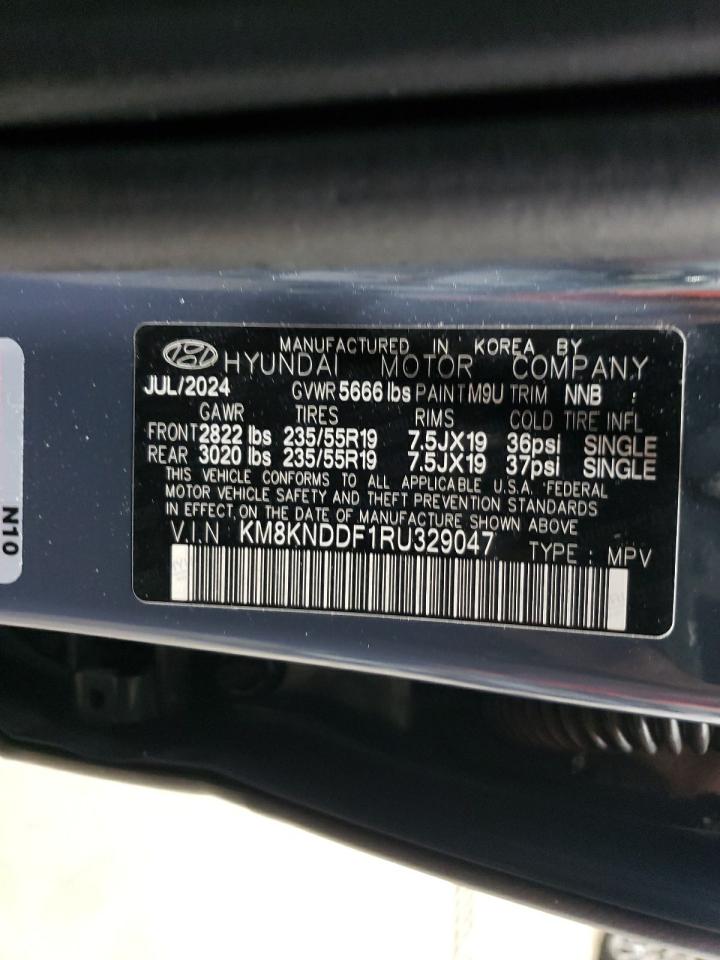 MANUFACTURED IN KOREA BY
HYUNDAI MOTOR COMPANY
JUL/2024 GVWR 5666 lbs PAINT M9U TRIM NNB :
GAWR TIRES RIMS COLD TIRE INFL
FRONT 2822 lbs 235/55R19 7.5JX19 36psi SINGLE
REAR 3020 lbs 235/55R19 7.5JX19 37psi SINGLE
THIS VEHICLE CONFORMS TO ALL APPLICABLE U.S.A. FEDERAL
MOTOR VEHICLE SAFETY AND THEFT PREVENTION STANDARDS
IN EFFECT ON THE DATE OF MANUFACTURE SHOWN ABOVE
V.I.N KM8KNDDF1RU329047 TYPE : MPV
N10